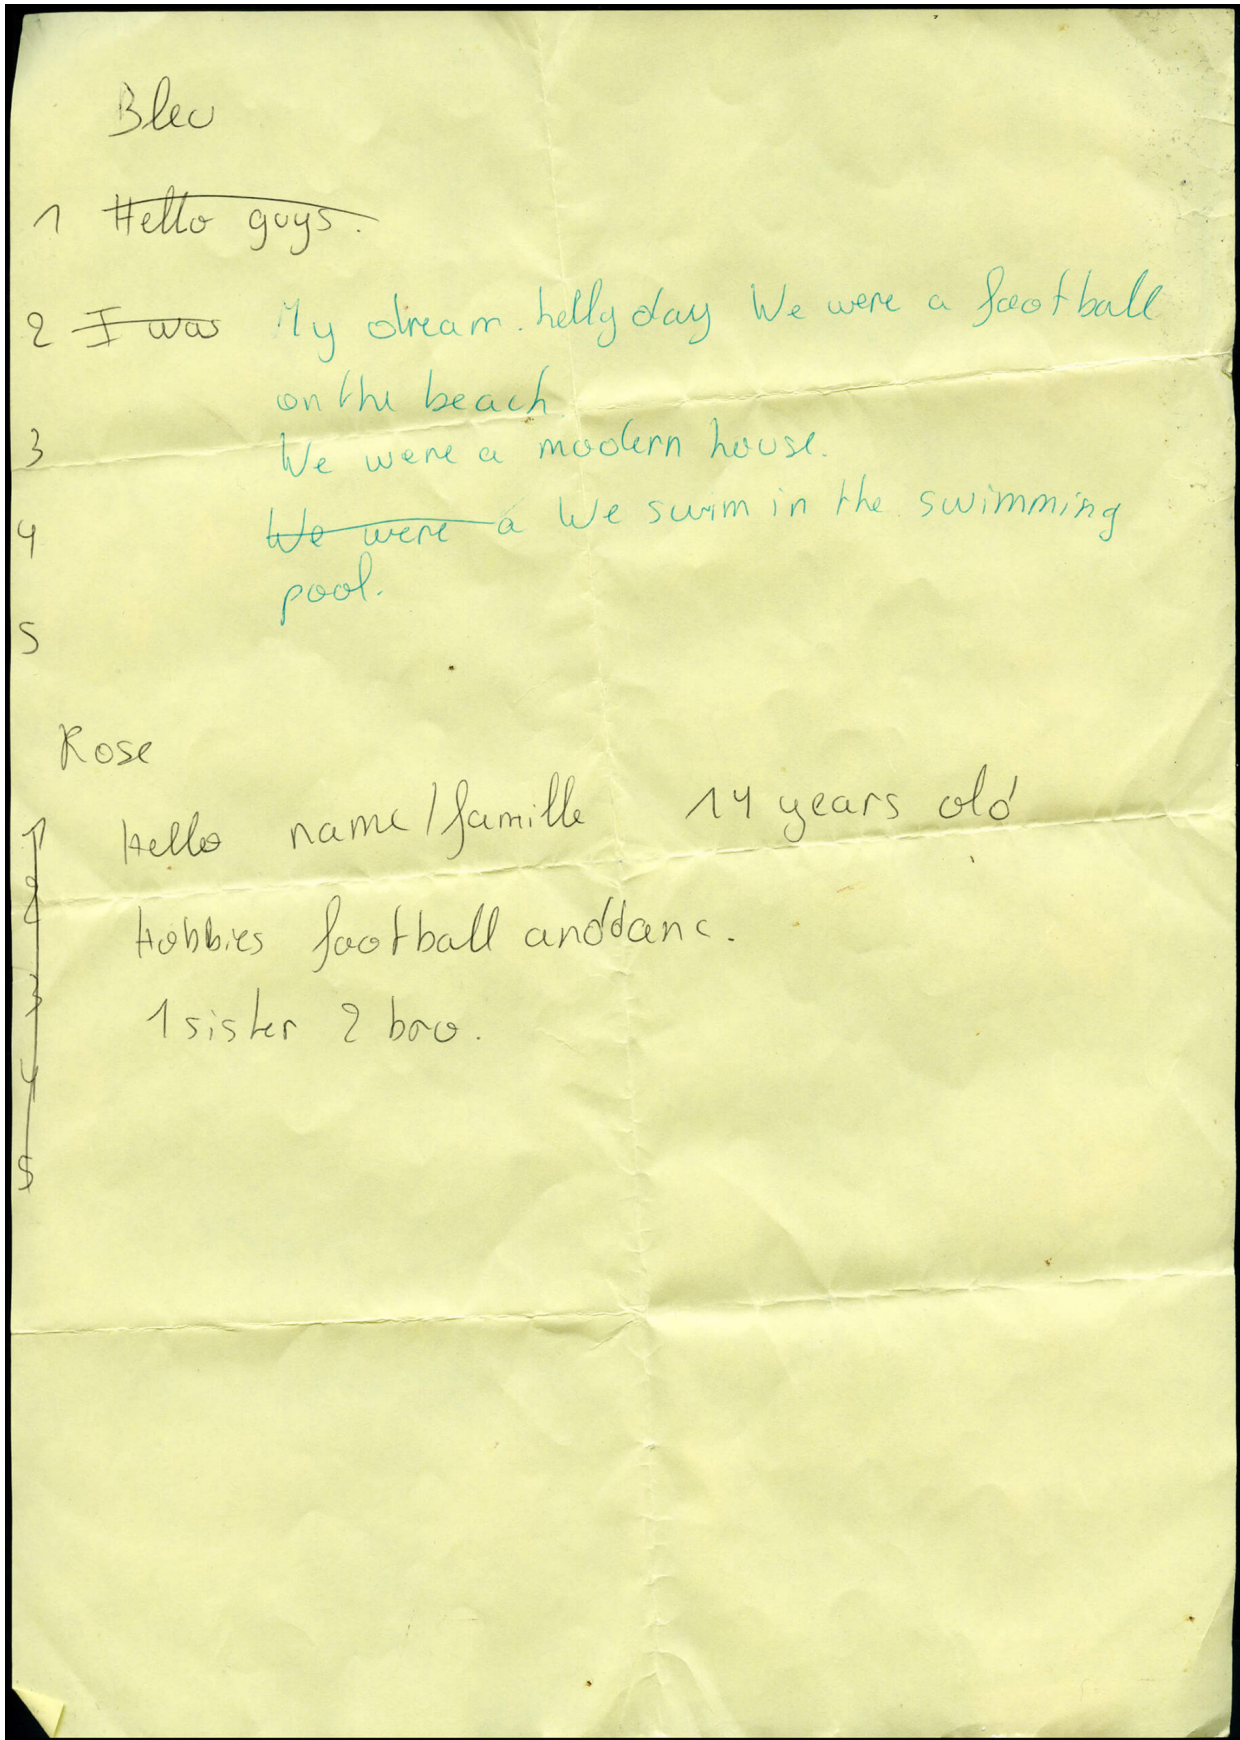 Bleu
1 Hello guys.
2 I was My dream. helly day We were a football
on the beach
3 We were a modern house.
4 We were a We swim in the swimming
pool.
5
Rose
1 Hello name/famille 14 years old
2
Hobbies football anddanc.
3
1 sister 2 bro.
4
5